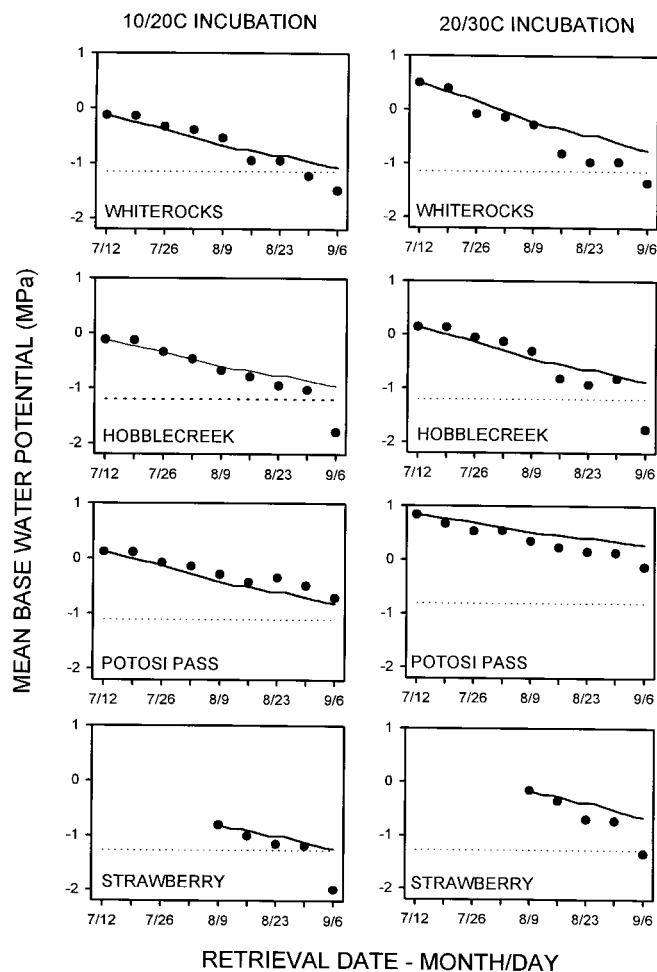 10/20C INCUBATION
20/30C INCUBATION
MEAN BASE WATER POTENTIAL (MPa)
1
0
-1
-2
WHITEROCKS
7/12 7/26 8/9 8/23 9/6
1
0
-1
-2
WHITEROCKS
7/12 7/26 8/9 8/23 9/6
1
0
-1
-2
HOBBLECREEK
7/12 7/26 8/9 8/23 9/6
1
0
-1
-2
HOBBLECREEK
7/12 7/26 8/9 8/23 9/6
1
0
-1
-2
POTOSI PASS
7/12 7/26 8/9 8/23 9/6
1
0
-1
-2
POTOSI PASS
7/12 7/26 8/9 8/23 9/6
1
0
-1
-2
STRAWBERRY
7/12 7/26 8/9 8/23 9/6
1
0
-1
-2
STRAWBERRY
7/12 7/26 8/9 8/23 9/6
RETRIEVAL DATE - MONTH/DAY